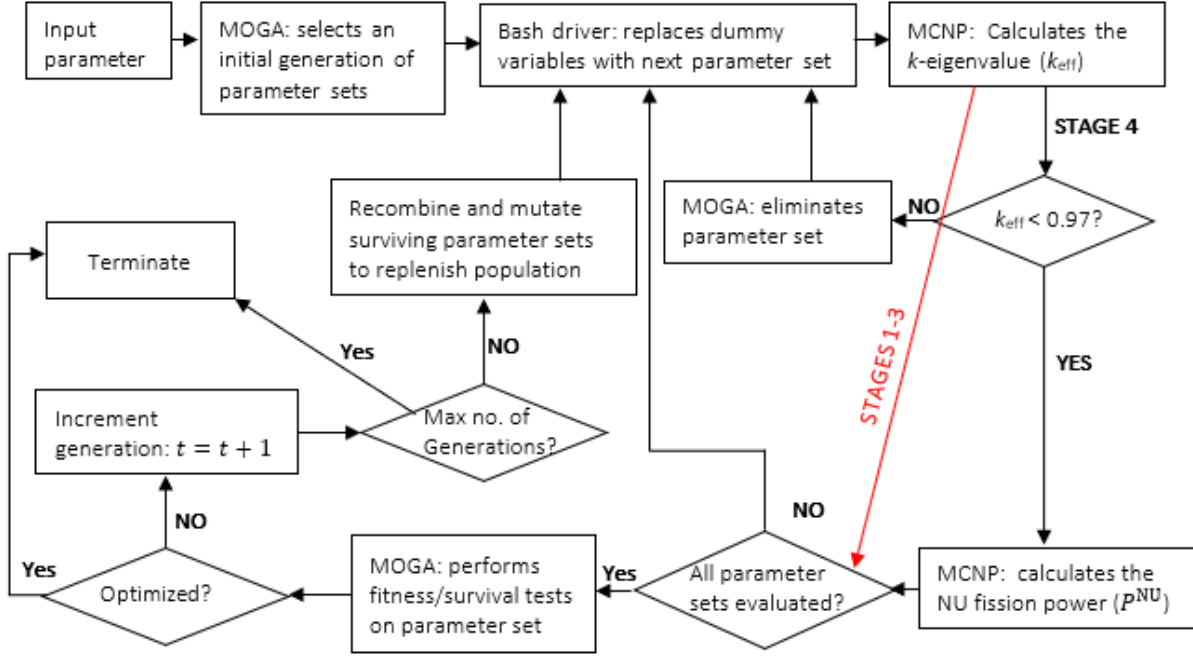 Input
parameter
MOGA: selects an
initial generation of
parameter sets
Bash driver: replaces dummy
variables with next parameter set
MCNP: Calculates the
k-eigenvalue (keff)
STAGE 4
keff < 0.97?
NO
MOGA: eliminates
parameter set
Recombine and mutate
surviving parameter sets
to replenish population
Terminate
Yes
NO
STAGES 1-3
YES
Increment
generation: t = t + 1
Max no. of
Generations?
NO
NO
Yes
Optimized?
MOGA: performs
fitness/survival tests
on parameter set
Yes
All parameter
sets evaluated?
MCNP: calculates the
NU fission power (P^NU)